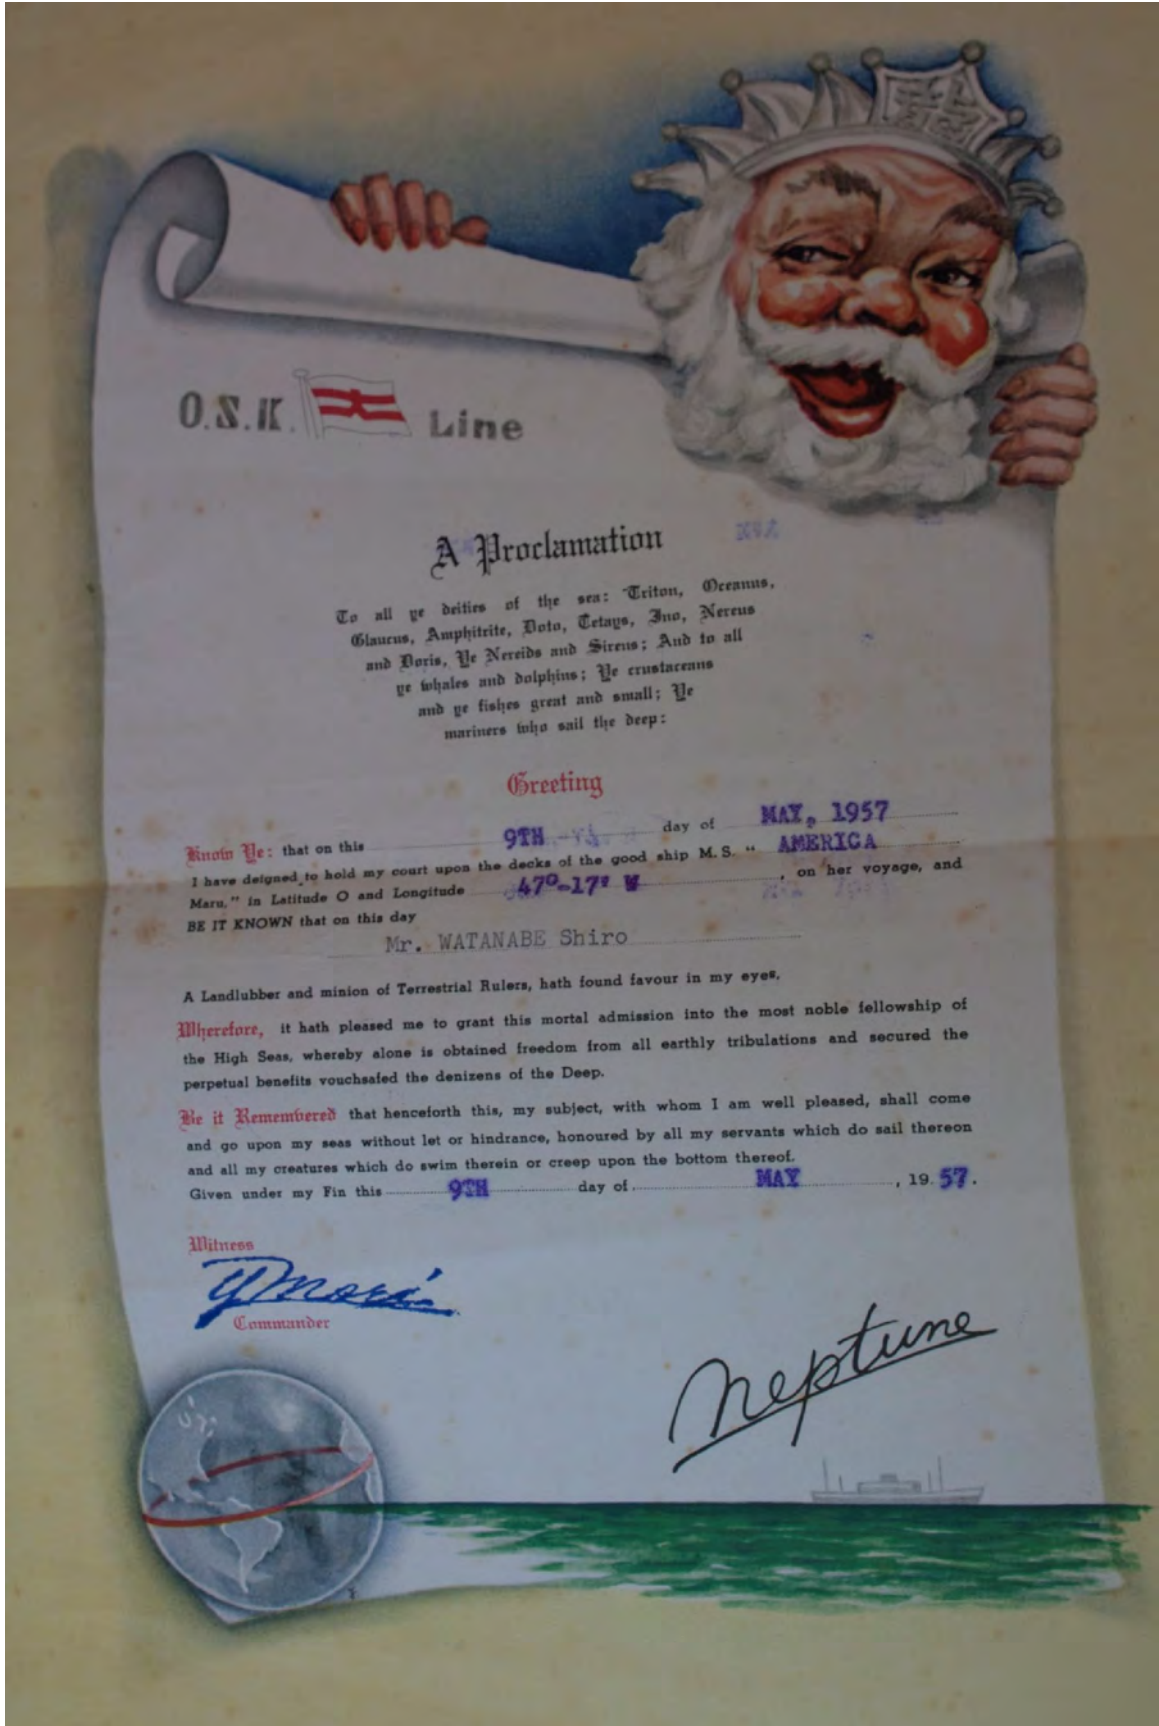 O.S.K. Line
A Proclamation
To all ye deities of the sea: Triton, Oceanus,
Glaucus, Amphitrite, Doto, Tetays, Ino, Nereus
and Doris, Ye Nereids and Sirens; And to all
ye whales and dolphins; Ye crustaceans
and ye fishes great and small; Ye
mariners who sail the deep:
Greeting
Know Ye: that on this 9TH day of MAY, 1957
I have deigned to hold my court upon the decks of the good ship M.S. " AMERICA
Maru," in Latitude O and Longitude 47º-17' W, on her voyage, and
BE IT KNOWN that on this day
Mr. WATANABE Shiro
A Landlubber and minion of Terrestrial Rulers, hath found favour in my eyes.
Wherefore, it hath pleased me to grant this mortal admission into the most noble fellowship of
the High Seas, whereby alone is obtained freedom from all earthly tribulations and secured the
perpetual benefits vouchsafed the denizens of the Deep.
Be it Remembered that henceforth this, my subject, with whom I am well pleased, shall come
and go upon my seas without let or hindrance, honoured by all my servants which do sail thereon
and all my creatures which do swim therein or creep upon the bottom thereof.
Given under my Fin this 9TH day of MAY, 19 57.
Witness
Y Mori
Commander
Neptune